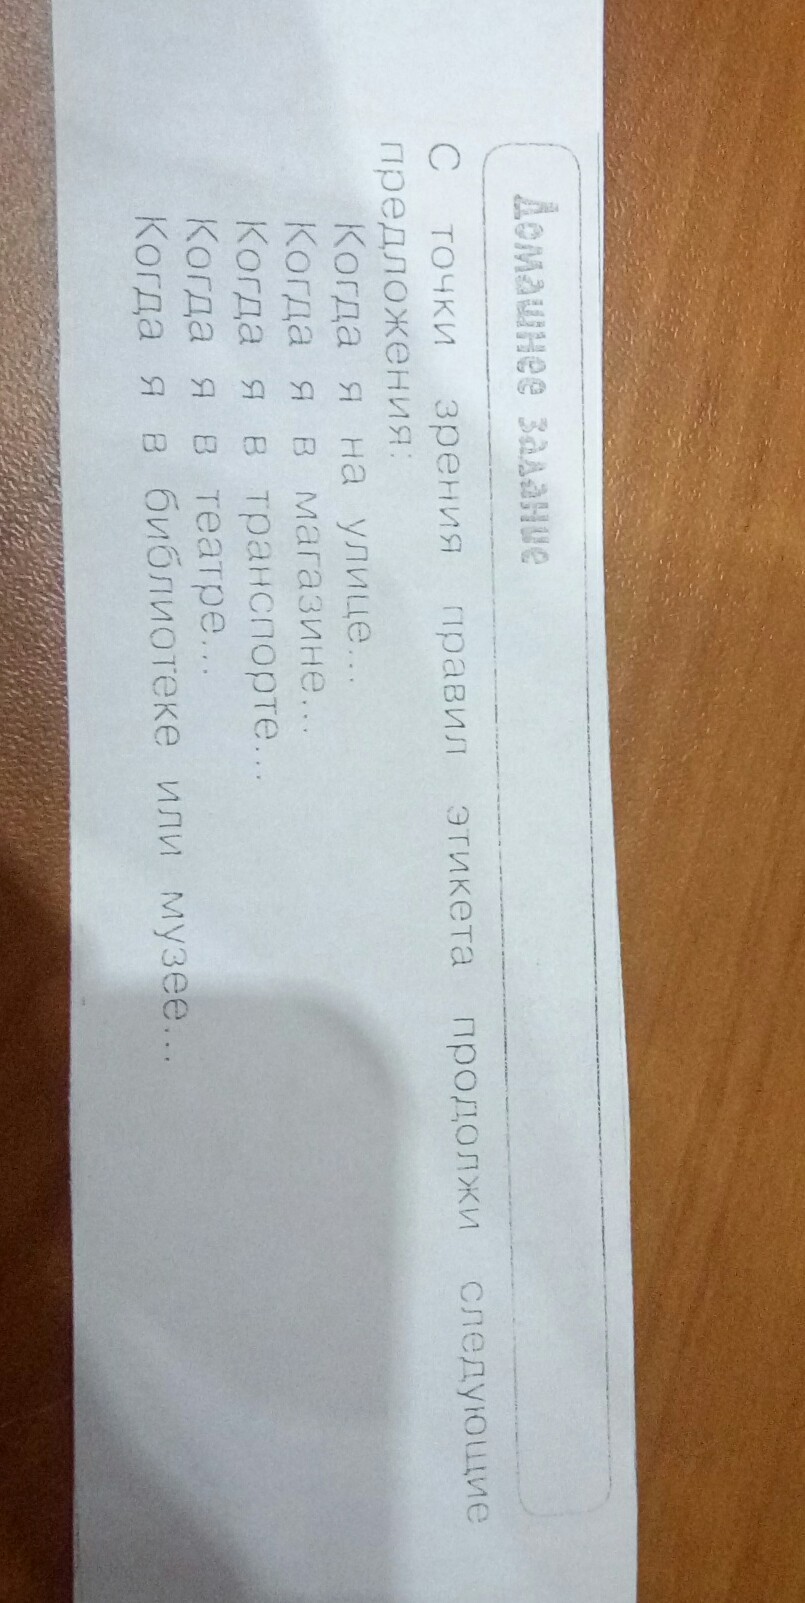 Домашнее задание
С точки зрения правил этикета продолжи следующие
предложения:
Когда я на улице...
Когда я в магазине...
Когда я в транспорте...
Когда я в театре...
Когда я в библиотеке или музее...